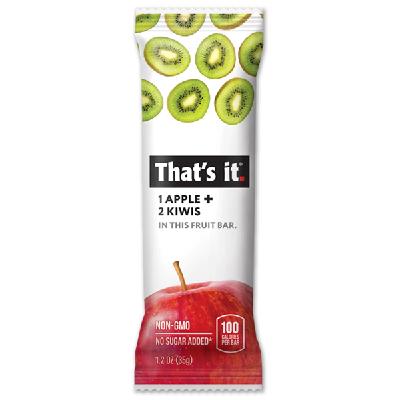 That's it.
1 APPLE +
2 KIWIS
IN THIS FRUIT BAR.
NON-GMO
NO SUGAR ADDED*
100
CALORIES
PER BAR
1.2 Oz (35g)